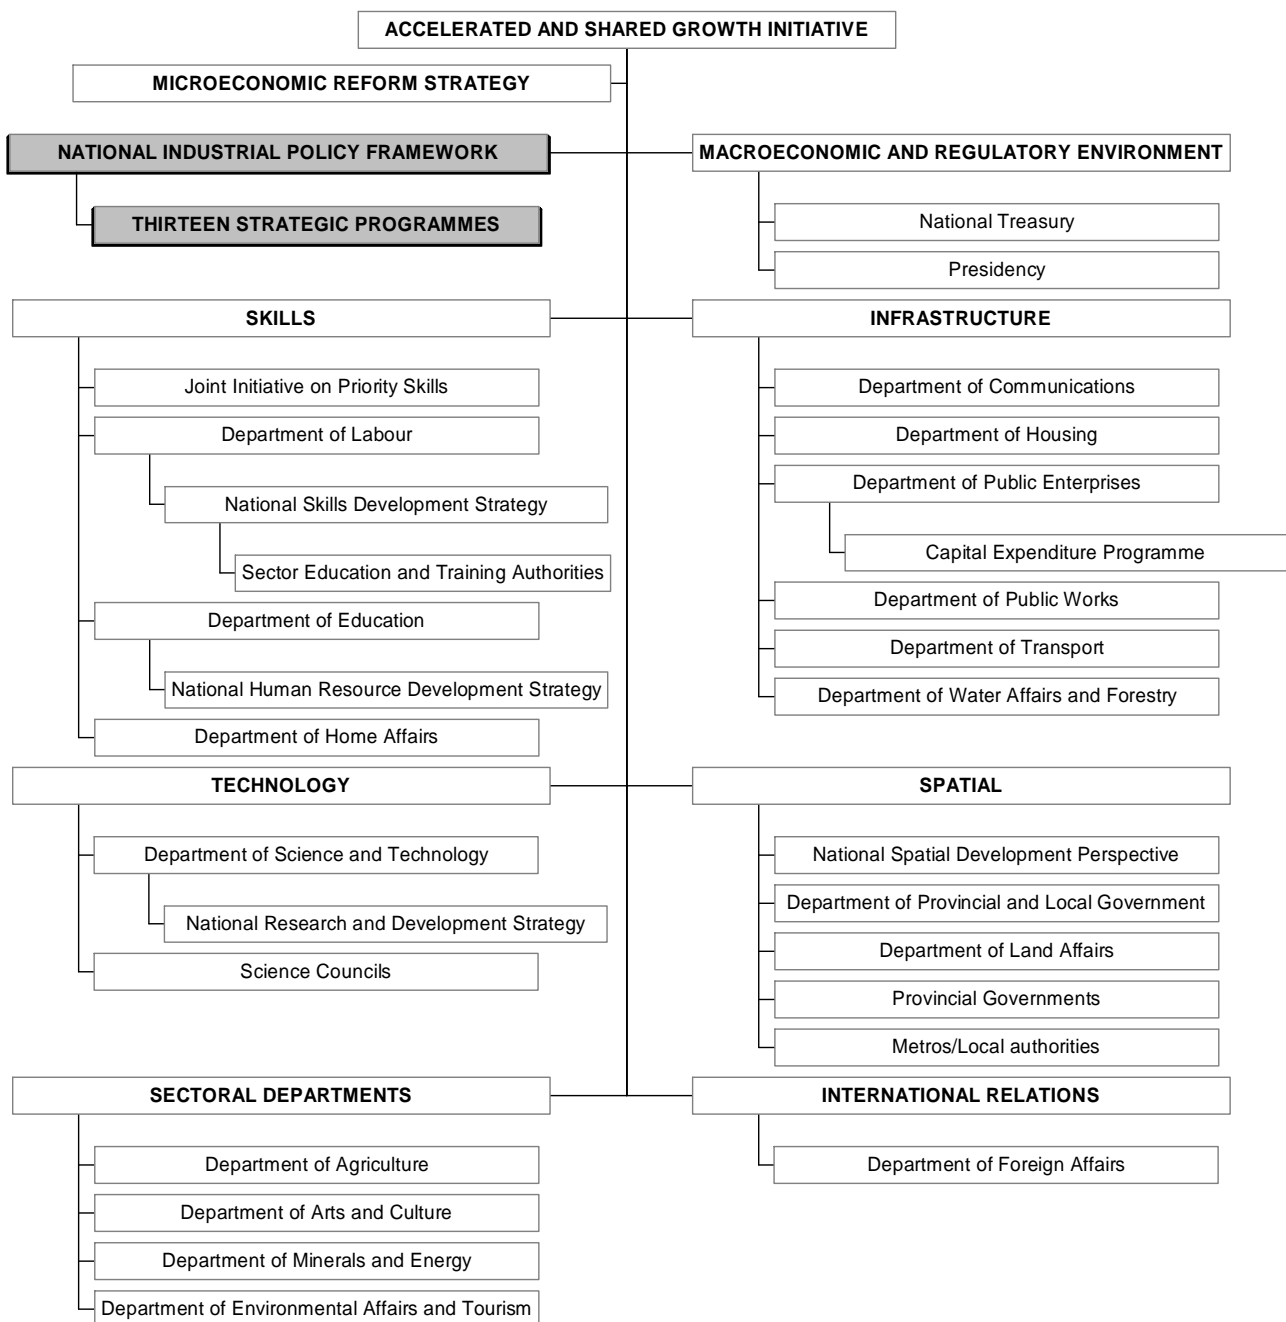 ACCELERATED AND SHARED GROWTH INITIATIVE
MICROECONOMIC REFORM STRATEGY
NATIONAL INDUSTRIAL POLICY FRAMEWORK
THIRTEEN STRATEGIC PROGRAMMES
MACROECONOMIC AND REGULATORY ENVIRONMENT
National Treasury
Presidency
SKILLS
Joint Initiative on Priority Skills
Department of Labour
National Skills Development Strategy
Sector Education and Training Authorities
Department of Education
National Human Resource Development Strategy
Department of Home Affairs
INFRASTRUCTURE
Department of Communications
Department of Housing
Department of Public Enterprises
Capital Expenditure Programme
Department of Public Works
Department of Transport
Department of Water Affairs and Forestry
TECHNOLOGY
Department of Science and Technology
National Research and Development Strategy
Science Councils
SPATIAL
National Spatial Development Perspective
Department of Provincial and Local Government
Department of Land Affairs
Provincial Governments
Metros/Local authorities
SECTORAL DEPARTMENTS
Department of Agriculture
Department of Arts and Culture
Department of Minerals and Energy
Department of Environmental Affairs and Tourism
INTERNATIONAL RELATIONS
Department of Foreign Affairs